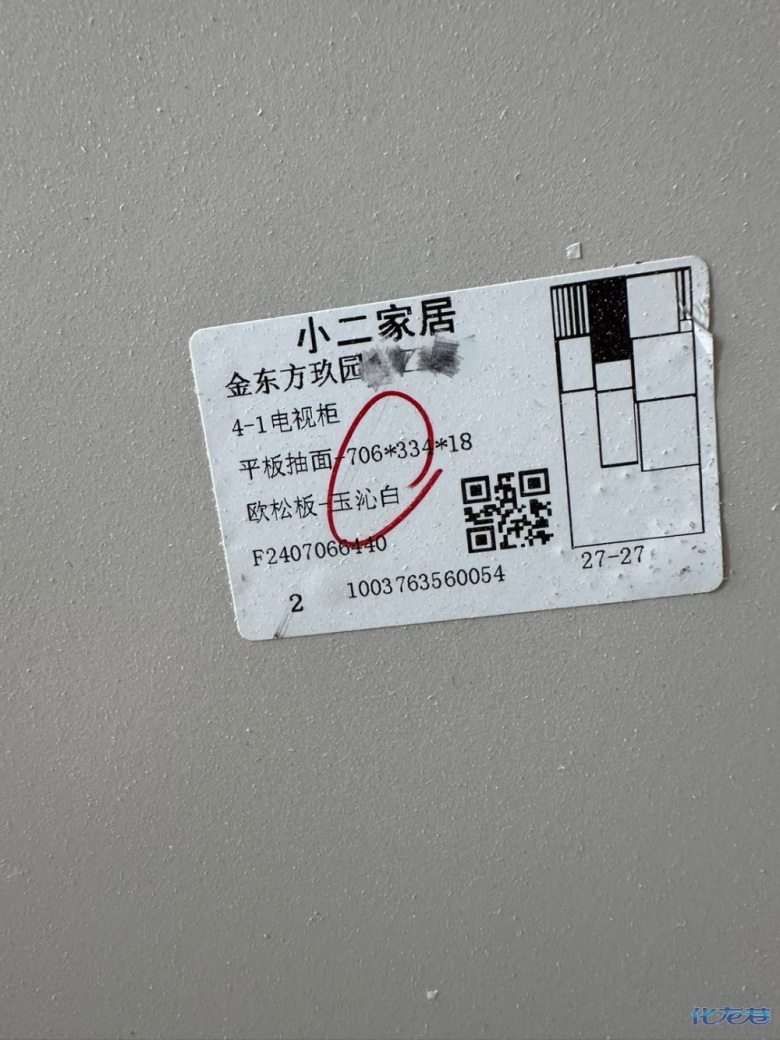 小二家居
金东方玖园
4-1电视柜
平板抽面-706*334*18
欧松板-玉沁白
F2407066440
2
1003763560054
27-27
化龙巷